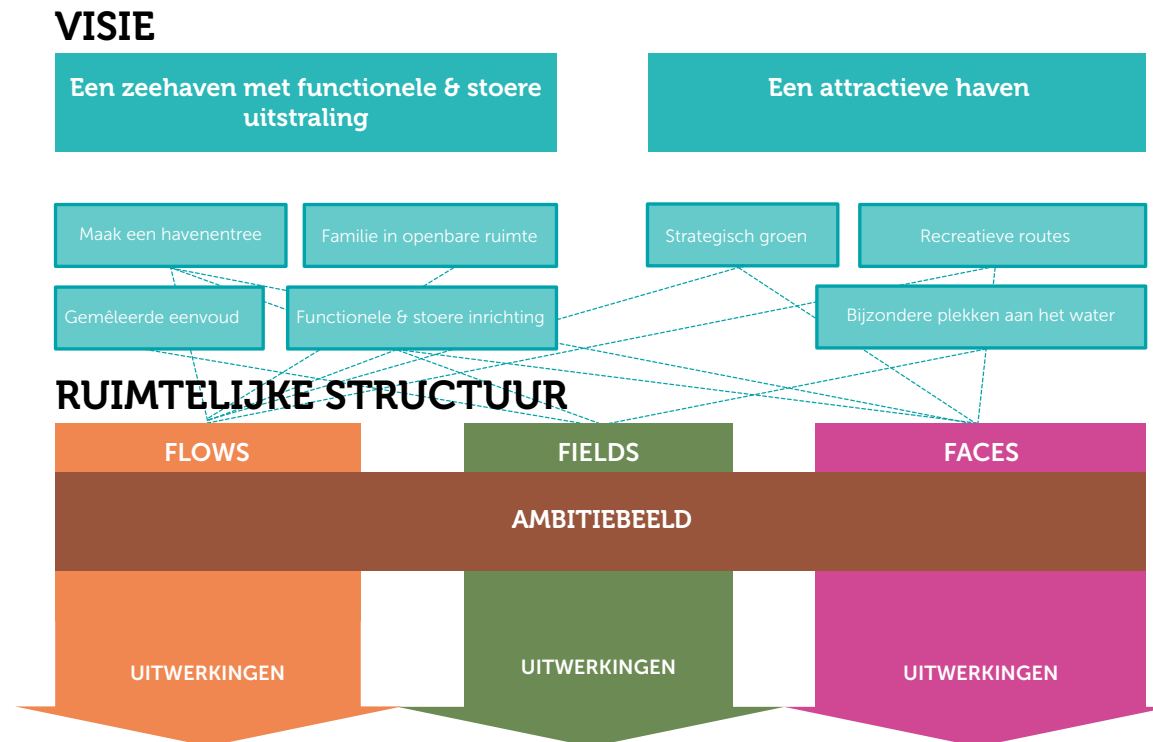 VISIE
Een zeehaven met functionele & stoere
uitstraling
Een attractieve haven
Maak een havenentree
Familie in openbare ruimte
Strategisch groen
Recreatieve routes
Gemêleerde eenvoud
Functionele & stoere inrichting
Bijzondere plekken aan het water
RUIMTELIJKE STRUCTUUR
FLOWS
FIELDS
FACES
AMBITIEBEELD
UITWERKINGEN
UITWERKINGEN
UITWERKINGEN